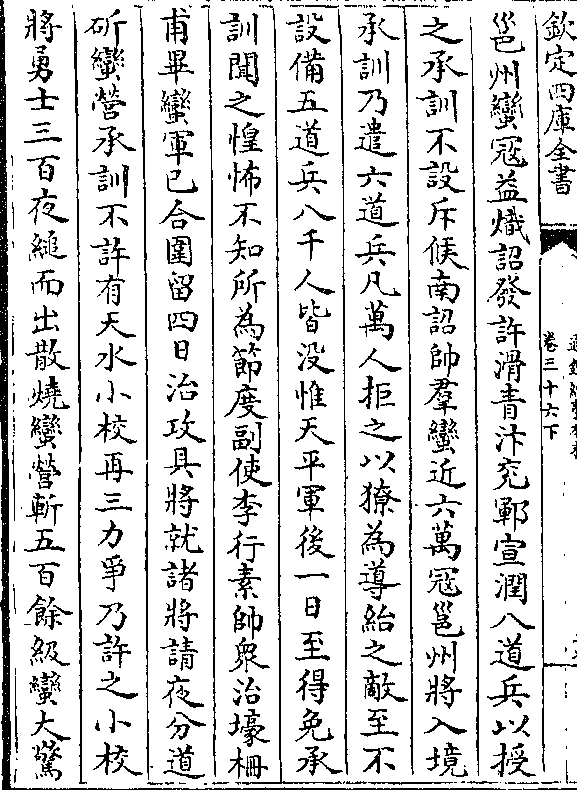 欽定四庫全書
卷三十六下
邕州蠻冦益熾詔發許滑青汴兖鄆宣潤八道兵以授
之承訓不設斥候南詔帥羣蠻近六萬冦邕州將入境
承訓乃遣六道兵凡萬人拒之以獠為導紿之敵至不
設備五道兵八千人皆没惟天平軍後一日至得免承
訓聞之惶怖不知所為節度副使李行素帥衆治壕柵
甫畢蠻軍已合圍留四日治攻具將就諸將請夜分道
斫蠻營承訓不許有天水小校再三力爭乃許之小校
將勇士三百夜縋而出散燒蠻營斬五百餘級蠻大驚